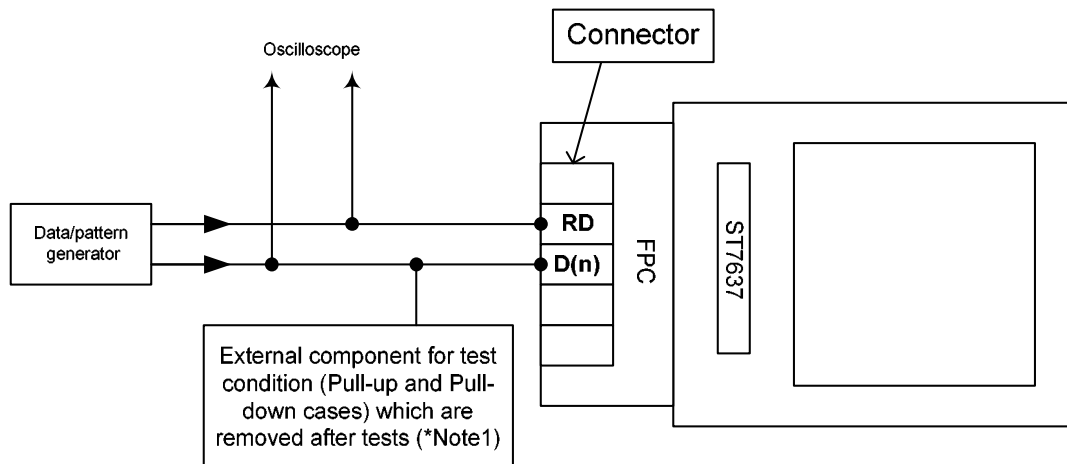 Connector
Oscilloscope
Data/pattern
generator
RD
D(n)
FPC
ST7637
External component for test
condition (Pull-up and Pull-
down cases) which are
removed after tests (*Note1)